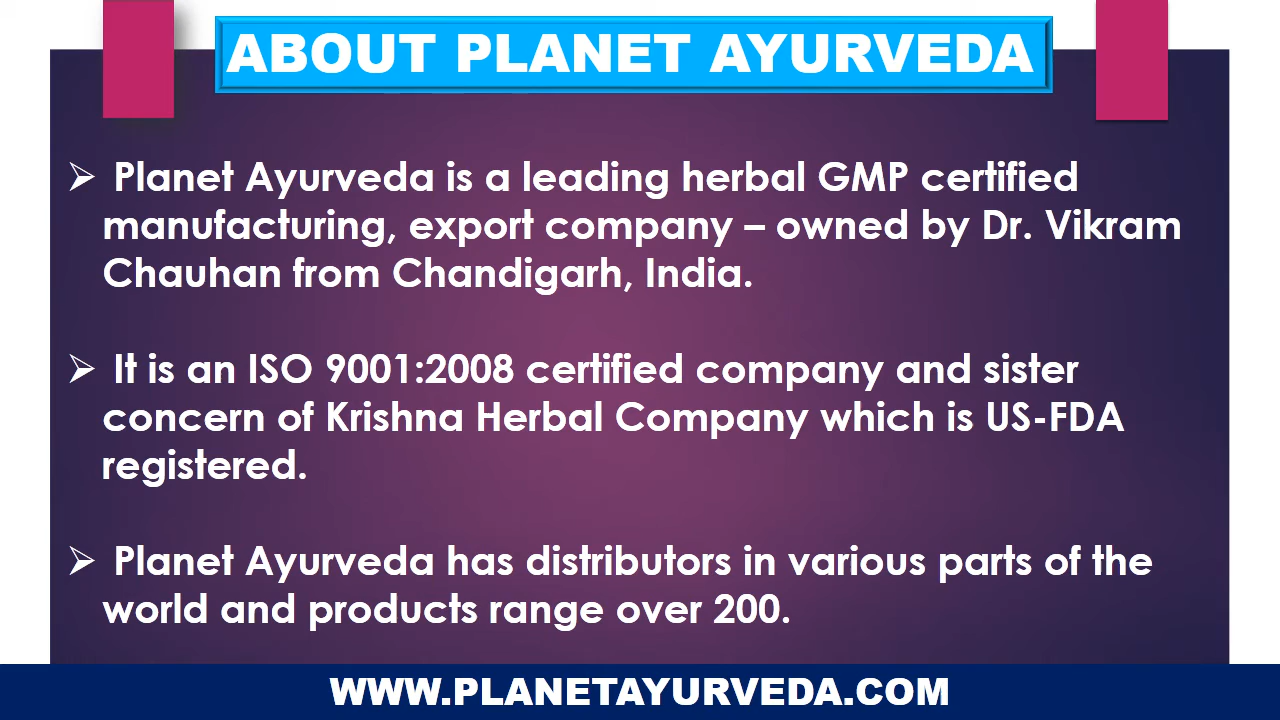 ABOUT PLANET AYURVEDA
➢ Planet Ayurveda is a leading herbal GMP certified
manufacturing, export company – owned by Dr. Vikram
Chauhan from Chandigarh, India.
➢ It is an ISO 9001:2008 certified company and sister
concern of Krishna Herbal Company which is US-FDA
registered.
➢ Planet Ayurveda has distributors in various parts of the
world and products range over 200.
WWW.PLANETAYURVEDA.COM